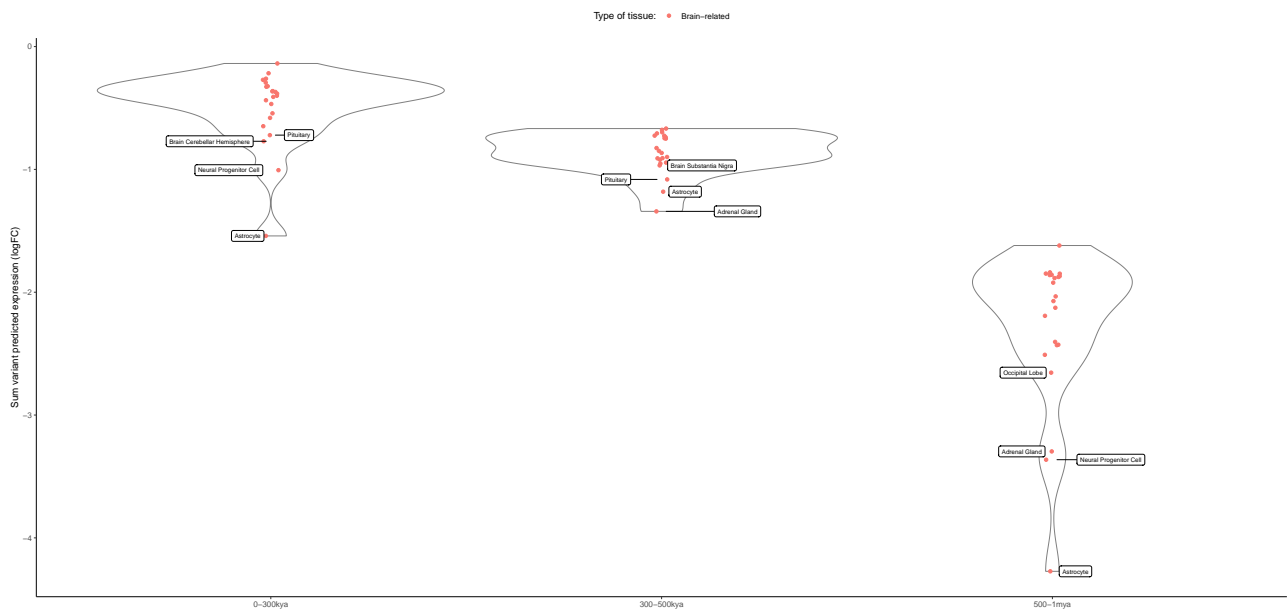 Type of tissue: Brain−related
Sum variant predicted expression (logFC)
0
−1
−2
−3
−4
Pituitary
Brain Cerebellar Hemisphere
Neural Progenitor Cell
Astrocyte
Brain Substantia Nigra
Pituitary
Astrocyte
Adrenal Gland
Occipital Lobe
Adrenal Gland
Neural Progenitor Cell
Astrocyte
0−300kya
300−500kya
500−1mya